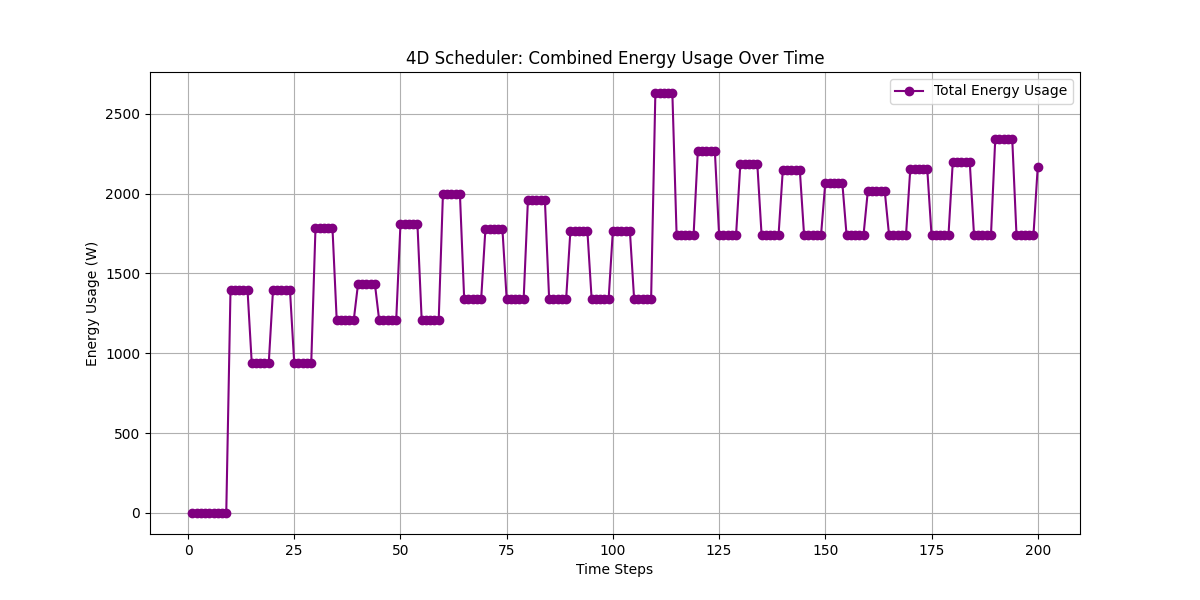 4D Scheduler: Combined Energy Usage Over Time
Total Energy Usage
Energy Usage (W)
2500
2000
1500
1000
500
0
0 25 50 75 100 125 150 175 200
Time Steps